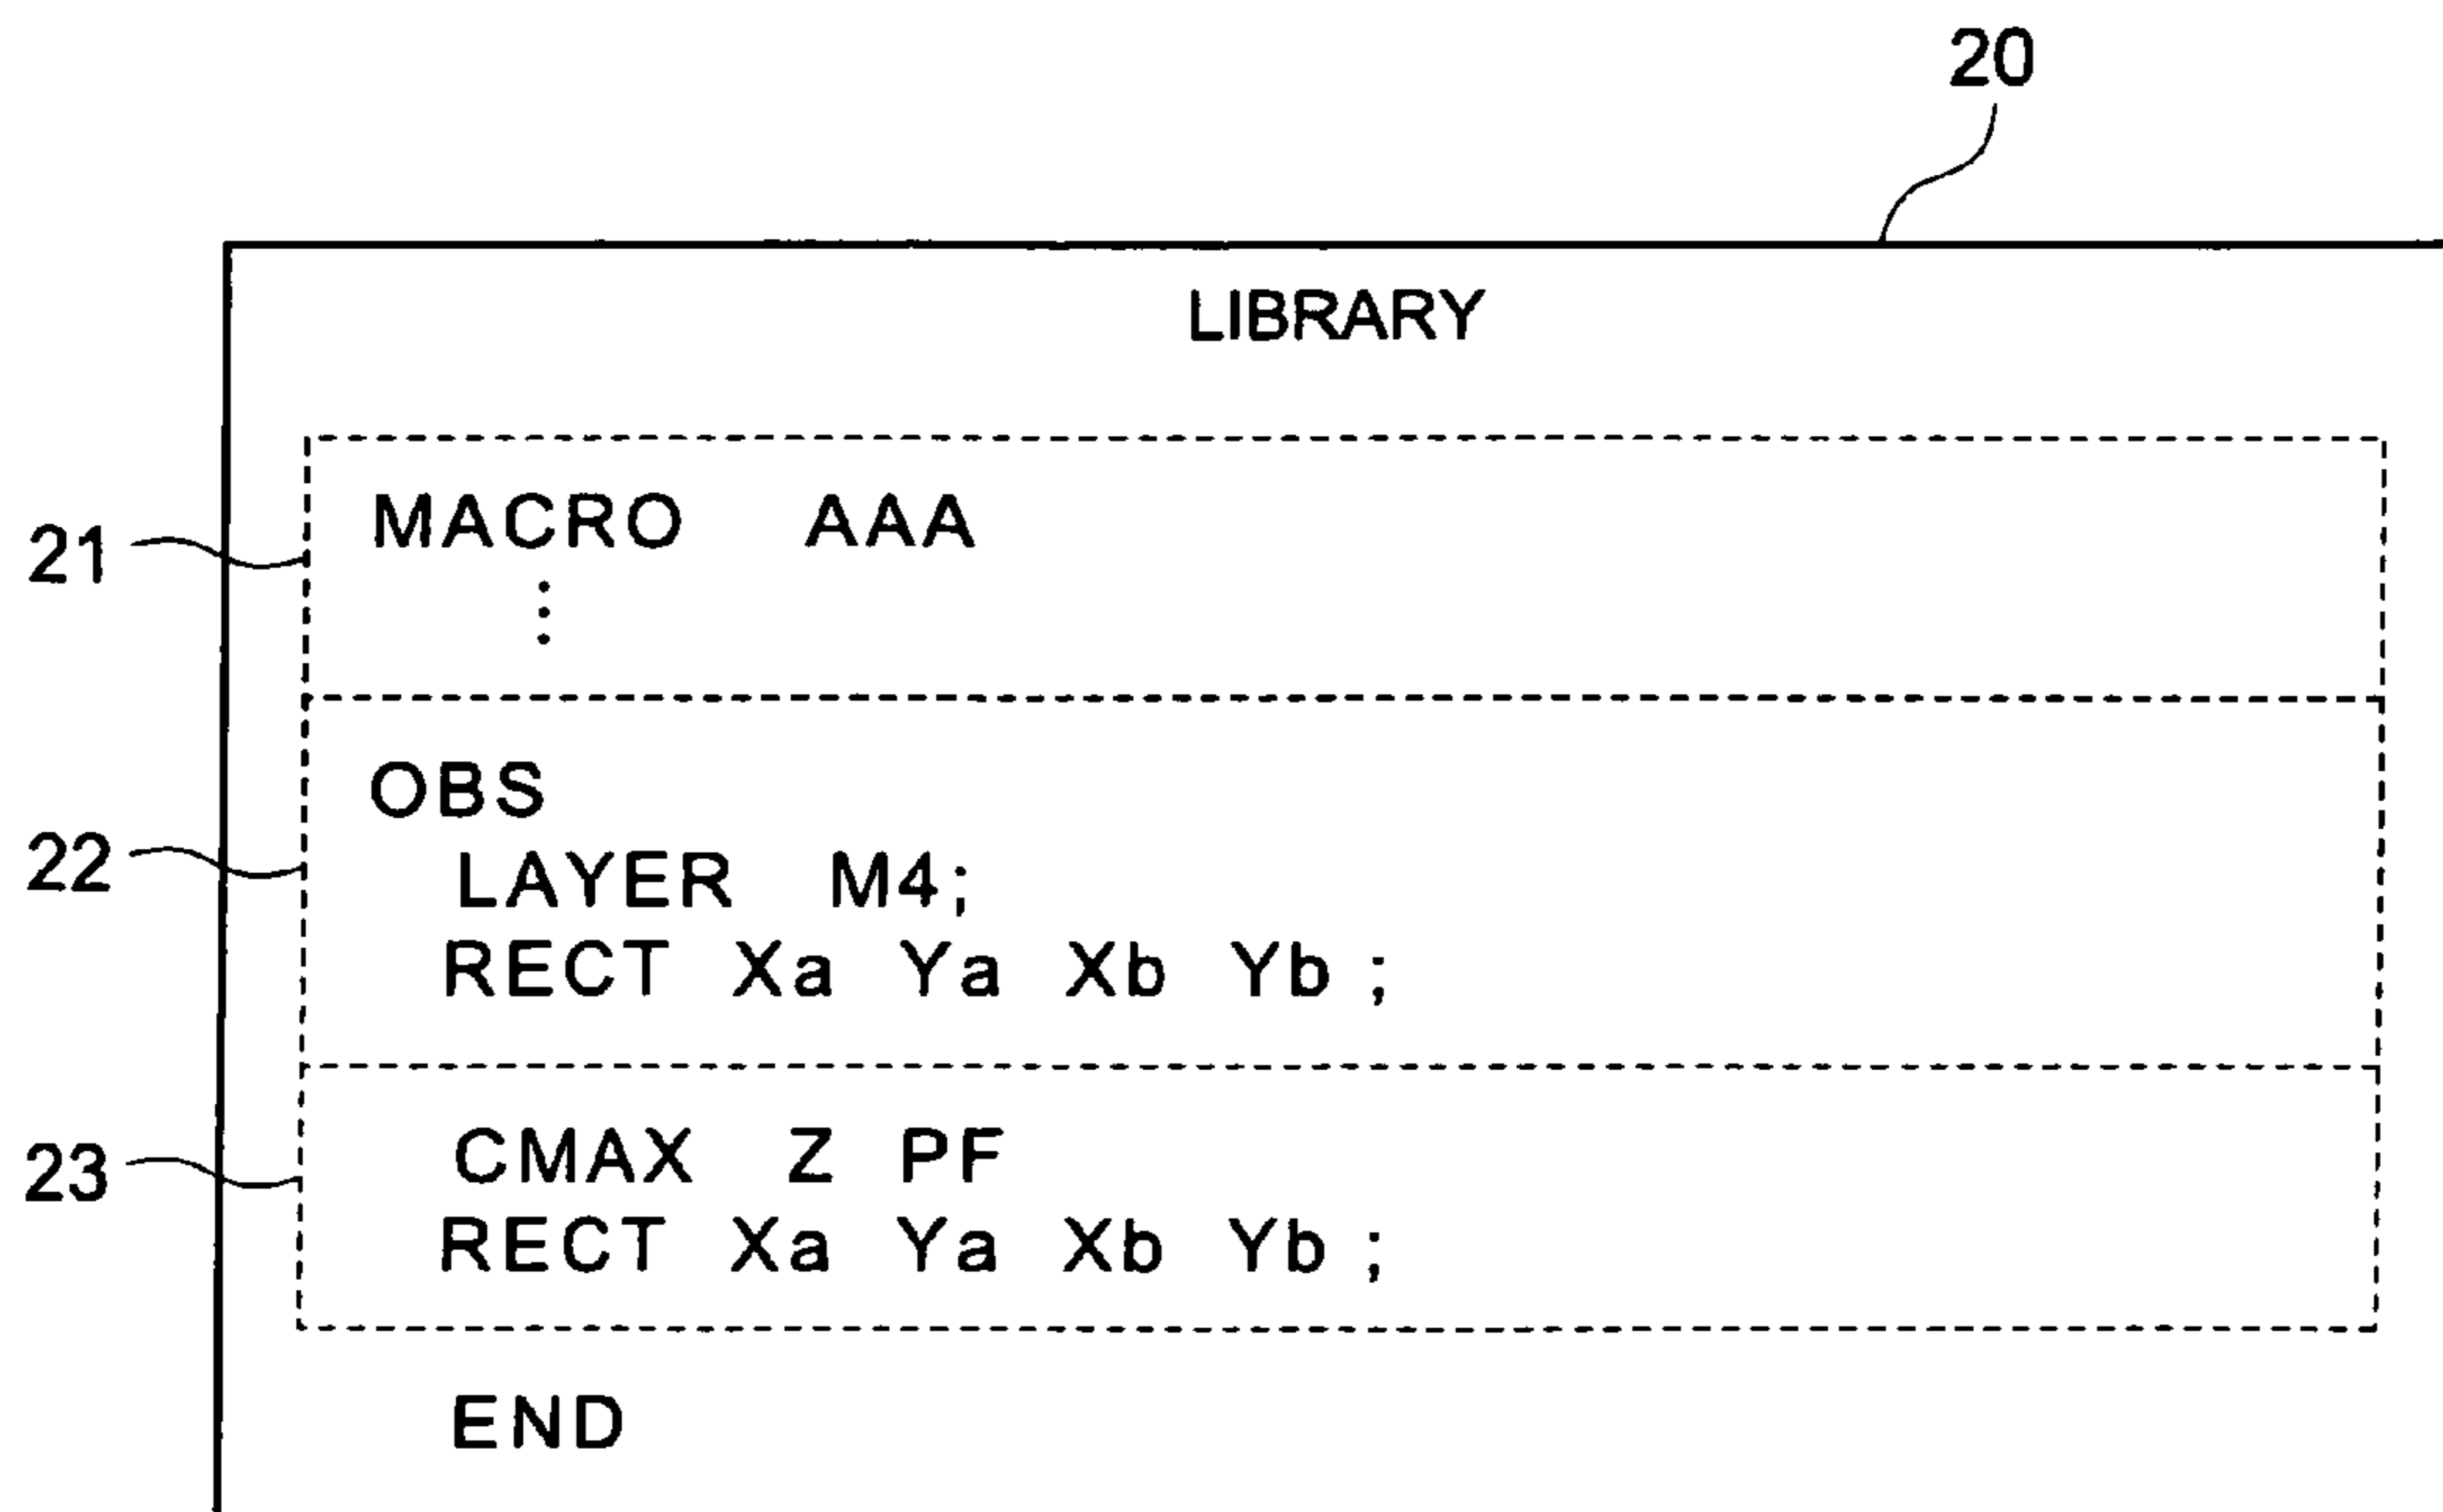 20
LIBRARY
21
MACRO AAA
22
OBS
LAYER M4;
RECT Xa Ya Xb Yb ;
23
CMAX Z PF
RECT Xa Ya Xb Yb ;
END